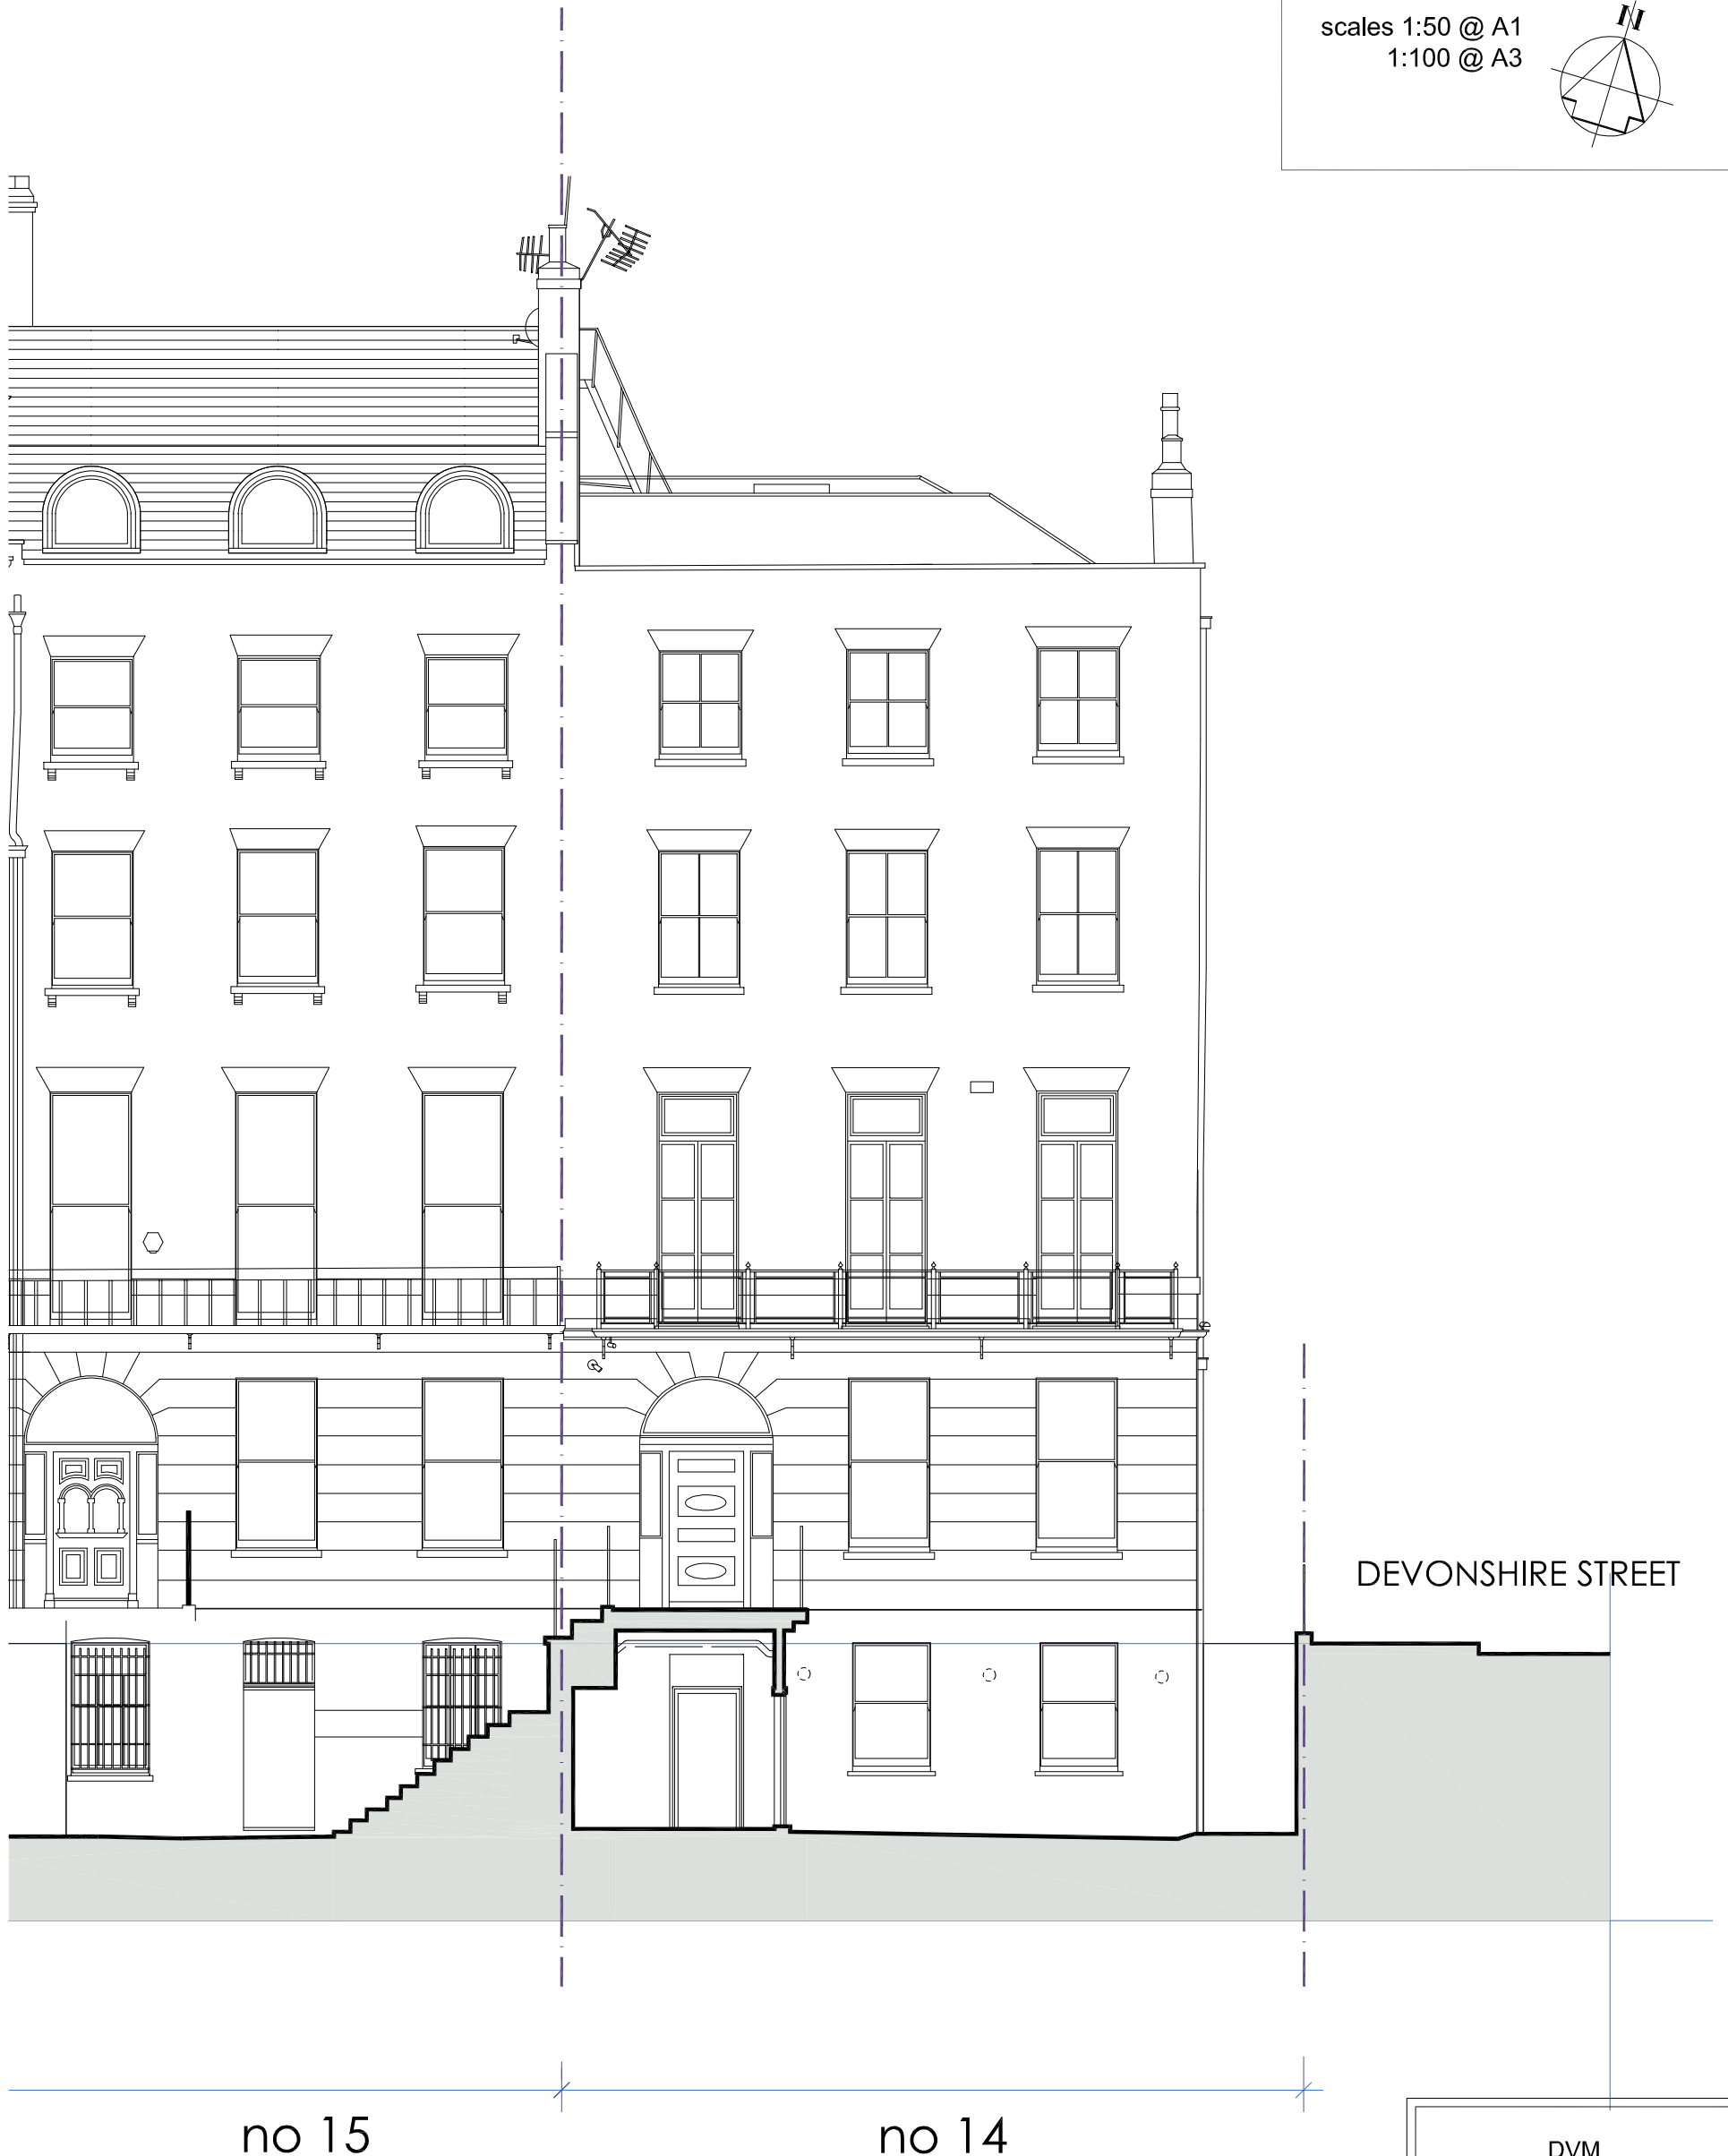 scales 1:50 @ A1
1:100 @ A3
N
DEVONSHIRE STREET
no 15
no 14
DVM